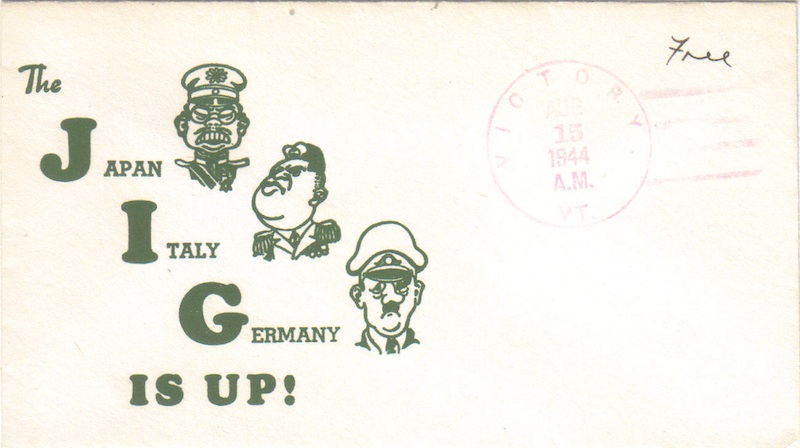 The
JAPAN
ITALY
GERMANY
IS UP!
Free
VICTORY
AUG
15
1944
A.M.
VT.